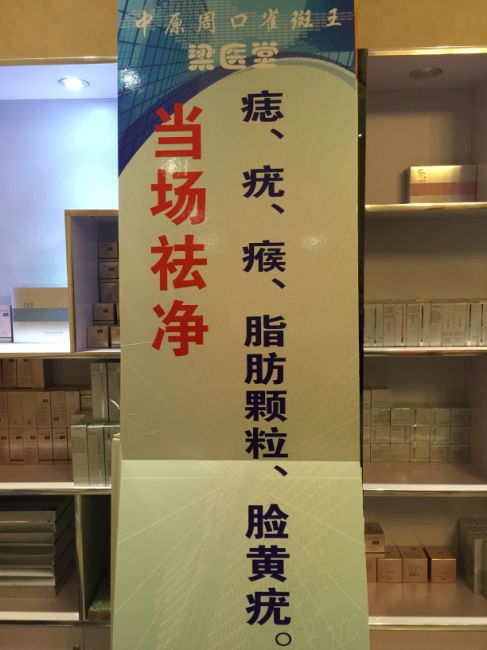 中原周口雀斑王
梁医堂
痣、疣、瘊、脂肪颗粒、脸黄疣。
当场祛净